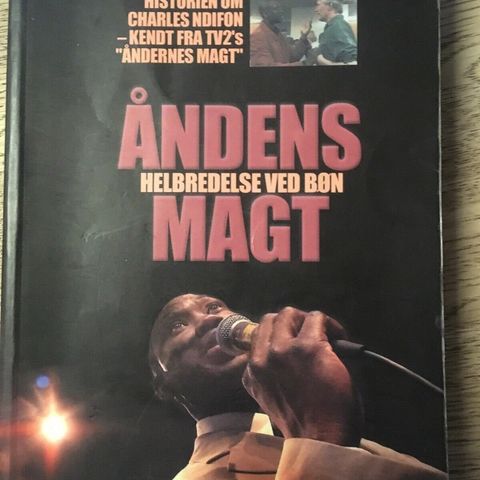 HISTORIEN OM
CHARLES NDIFON
– KENDT FRA TV2's
"ÅNDERNES MAGT"
ÅNDENS
HELBREDELSE VED BØN
MAGT